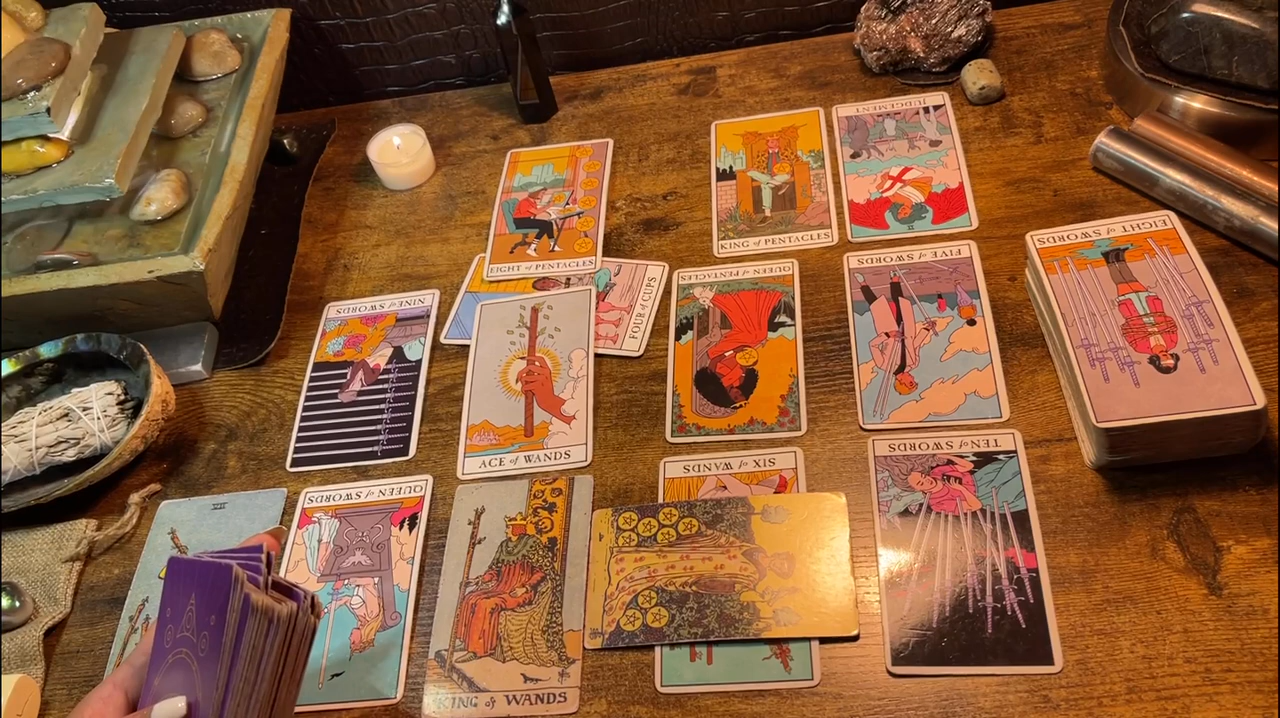 JUDGEMENT
KING of PENTACLES
EIGHT of SWORDS
EIGHT of PENTACLES
FOUR of CUPS
FIVE of SWORDS
QUEEN of PENTACLES
NINE of SWORDS
ACE of WANDS
TEN of SWORDS
SIX of WANDS
QUEEN of SWORDS
KING of WANDS